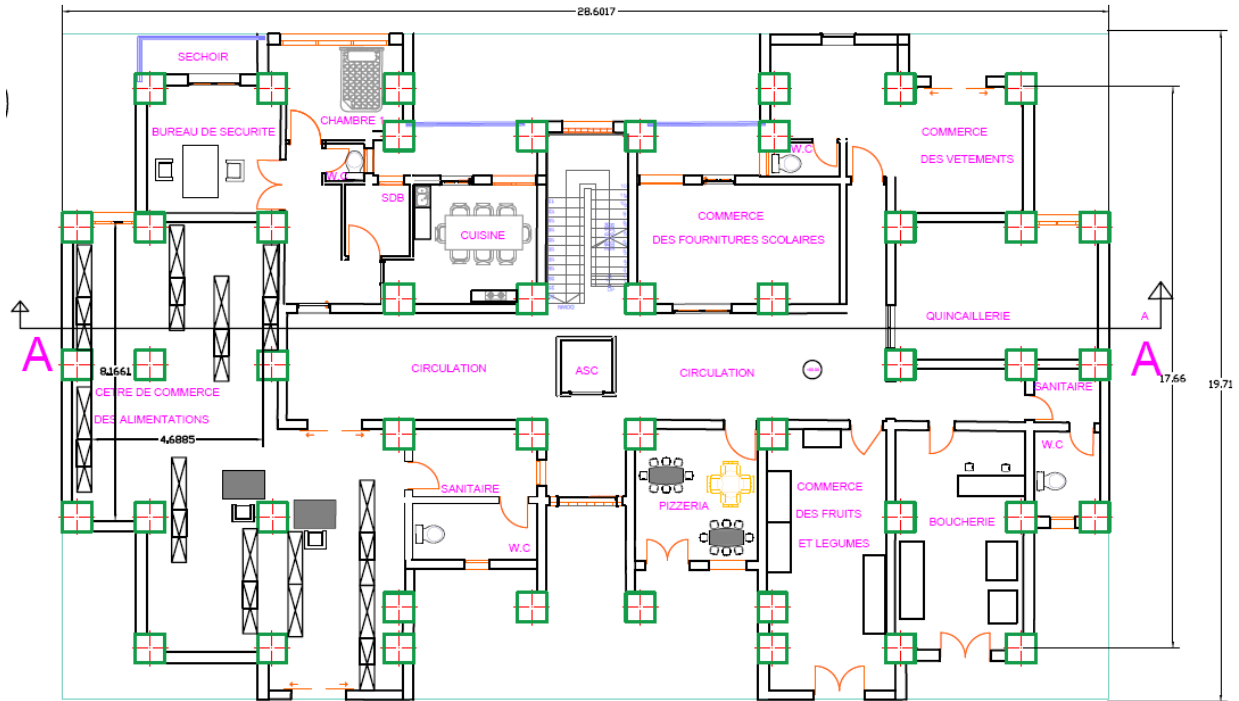 28.6017
SECHOIR
CHAMBRE 1
BUREAU DE SECURITE
W.C
SDB
CUISINE
COMMERCE
DES FOURNITURES SCOLAIRES
W.C
COMMERCE
DES VETEMENTS
QUINCAILLERIE
A
A
A
17.66
19.71
8.1661
CETRE DE COMMERCE
DES ALIMENTATIONS
4.6885
CIRCULATION
ASC
CIRCULATION
SANITAIRE
W.C
SANITAIRE
W.C
PIZZERIA
COMMERCE
DES FRUITS
ET LEGUMES
BOUCHERIE